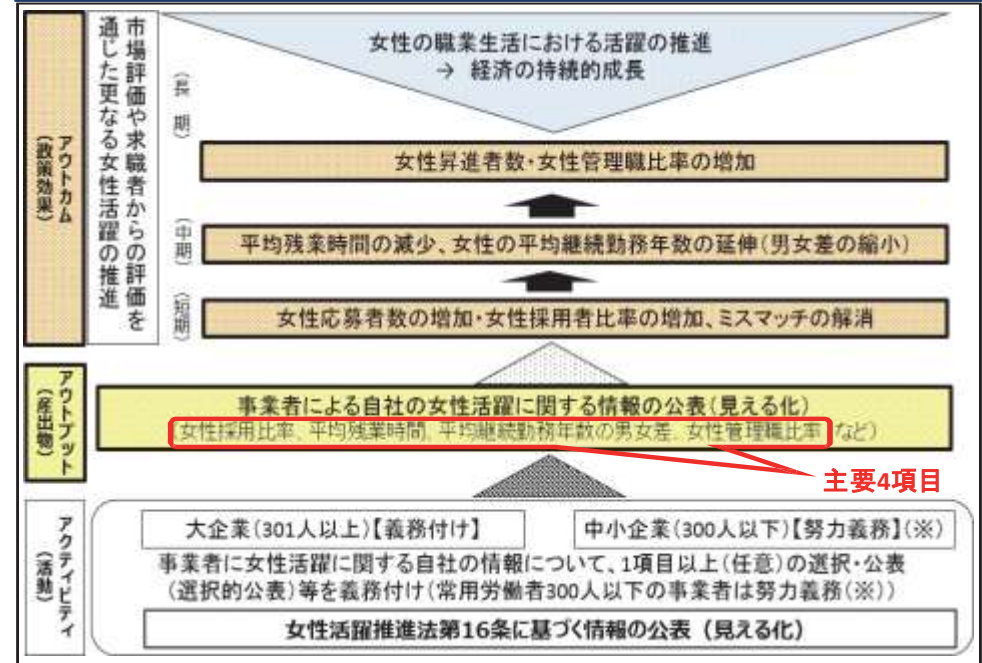 アウトカム
（政策効果）
市場評価や求職者からの評価を
通じた更なる女性活躍の推進
（長期）
女性の職業生活における活躍の推進
→ 経済の持続的成長
女性昇進者数・女性管理職比率の増加
（中期）
平均残業時間の減少、女性の平均継続勤務年数の延伸（男女差の縮小）
（短期）
女性応募者数の増加・女性採用者比率の増加、ミスマッチの解消
アウトプット
（産出物）
事業者による自社の女性活躍に関する情報の公表（見える化）
（女性採用比率、平均残業時間、平均継続勤務年数の男女差、女性管理職比率 など）
主要4項目
アクティビティ
（活動）
大企業（301人以上）【義務付け】
中小企業（300人以下）【努力義務】（※）
事業者に女性活躍に関する自社の情報について、1項目以上（任意）の選択・公表
（選択的公表）等を義務付け（常用労働者300人以下の事業者は努力義務（※））
女性活躍推進法第16条に基づく情報の公表（見える化）